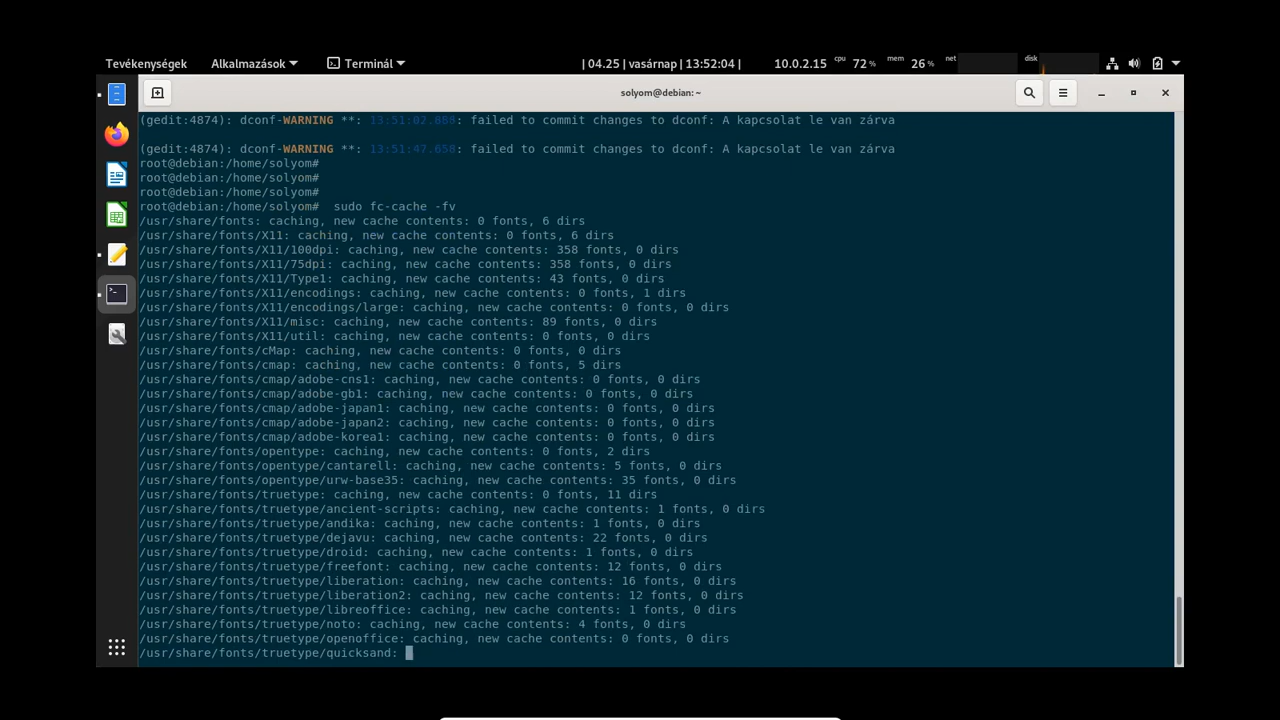 Tevékenységek Alkalmazások Terminál | 04.25 | vasárnap | 13:52:04 | 10.0.2.15 cpu 72 % mem 26 % net disk
solyom@debian: ~
(gedit:4874): dconf-WARNING **: 13:51:02.888: failed to commit changes to dconf: A kapcsolat le van zárva
(gedit:4874): dconf-WARNING **: 13:51:47.658: failed to commit changes to dconf: A kapcsolat le van zárva
root@debian:/home/solyom#
root@debian:/home/solyom#
root@debian:/home/solyom#
root@debian:/home/solyom#  sudo fc-cache -fv
/usr/share/fonts: caching, new cache contents: 0 fonts, 6 dirs
/usr/share/fonts/X11: caching, new cache contents: 0 fonts, 6 dirs
/usr/share/fonts/X11/100dpi: caching, new cache contents: 358 fonts, 0 dirs
/usr/share/fonts/X11/75dpi: caching, new cache contents: 358 fonts, 0 dirs
/usr/share/fonts/X11/Type1: caching, new cache contents: 43 fonts, 0 dirs
/usr/share/fonts/X11/encodings: caching, new cache contents: 0 fonts, 1 dirs
/usr/share/fonts/X11/encodings/large: caching, new cache contents: 0 fonts, 0 dirs
/usr/share/fonts/X11/misc: caching, new cache contents: 89 fonts, 0 dirs
/usr/share/fonts/X11/util: caching, new cache contents: 0 fonts, 0 dirs
/usr/share/fonts/cMap: caching, new cache contents: 0 fonts, 0 dirs
/usr/share/fonts/cmap: caching, new cache contents: 0 fonts, 5 dirs
/usr/share/fonts/cmap/adobe-cns1: caching, new cache contents: 0 fonts, 0 dirs
/usr/share/fonts/cmap/adobe-gb1: caching, new cache contents: 0 fonts, 0 dirs
/usr/share/fonts/cmap/adobe-japan1: caching, new cache contents: 0 fonts, 0 dirs
/usr/share/fonts/cmap/adobe-japan2: caching, new cache contents: 0 fonts, 0 dirs
/usr/share/fonts/cmap/adobe-korea1: caching, new cache contents: 0 fonts, 0 dirs
/usr/share/fonts/opentype: caching, new cache contents: 0 fonts, 2 dirs
/usr/share/fonts/opentype/cantarell: caching, new cache contents: 5 fonts, 0 dirs
/usr/share/fonts/opentype/urw-base35: caching, new cache contents: 35 fonts, 0 dirs
/usr/share/fonts/truetype: caching, new cache contents: 0 fonts, 11 dirs
/usr/share/fonts/truetype/ancient-scripts: caching, new cache contents: 1 fonts, 0 dirs
/usr/share/fonts/truetype/andika: caching, new cache contents: 1 fonts, 0 dirs
/usr/share/fonts/truetype/dejavu: caching, new cache contents: 22 fonts, 0 dirs
/usr/share/fonts/truetype/droid: caching, new cache contents: 1 fonts, 0 dirs
/usr/share/fonts/truetype/freefont: caching, new cache contents: 12 fonts, 0 dirs
/usr/share/fonts/truetype/liberation: caching, new cache contents: 16 fonts, 0 dirs
/usr/share/fonts/truetype/liberation2: caching, new cache contents: 12 fonts, 0 dirs
/usr/share/fonts/truetype/libreoffice: caching, new cache contents: 1 fonts, 0 dirs
/usr/share/fonts/truetype/noto: caching, new cache contents: 4 fonts, 0 dirs
/usr/share/fonts/truetype/openoffice: caching, new cache contents: 0 fonts, 0 dirs
/usr/share/fonts/truetype/quicksand: